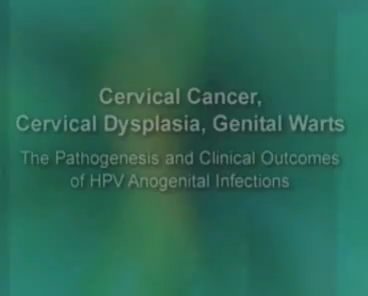 Cervical Cancer,
Cervical Dysplasia, Genital Warts
The Pathogenesis and Clinical Outcomes
of HPV Anogenital Infections